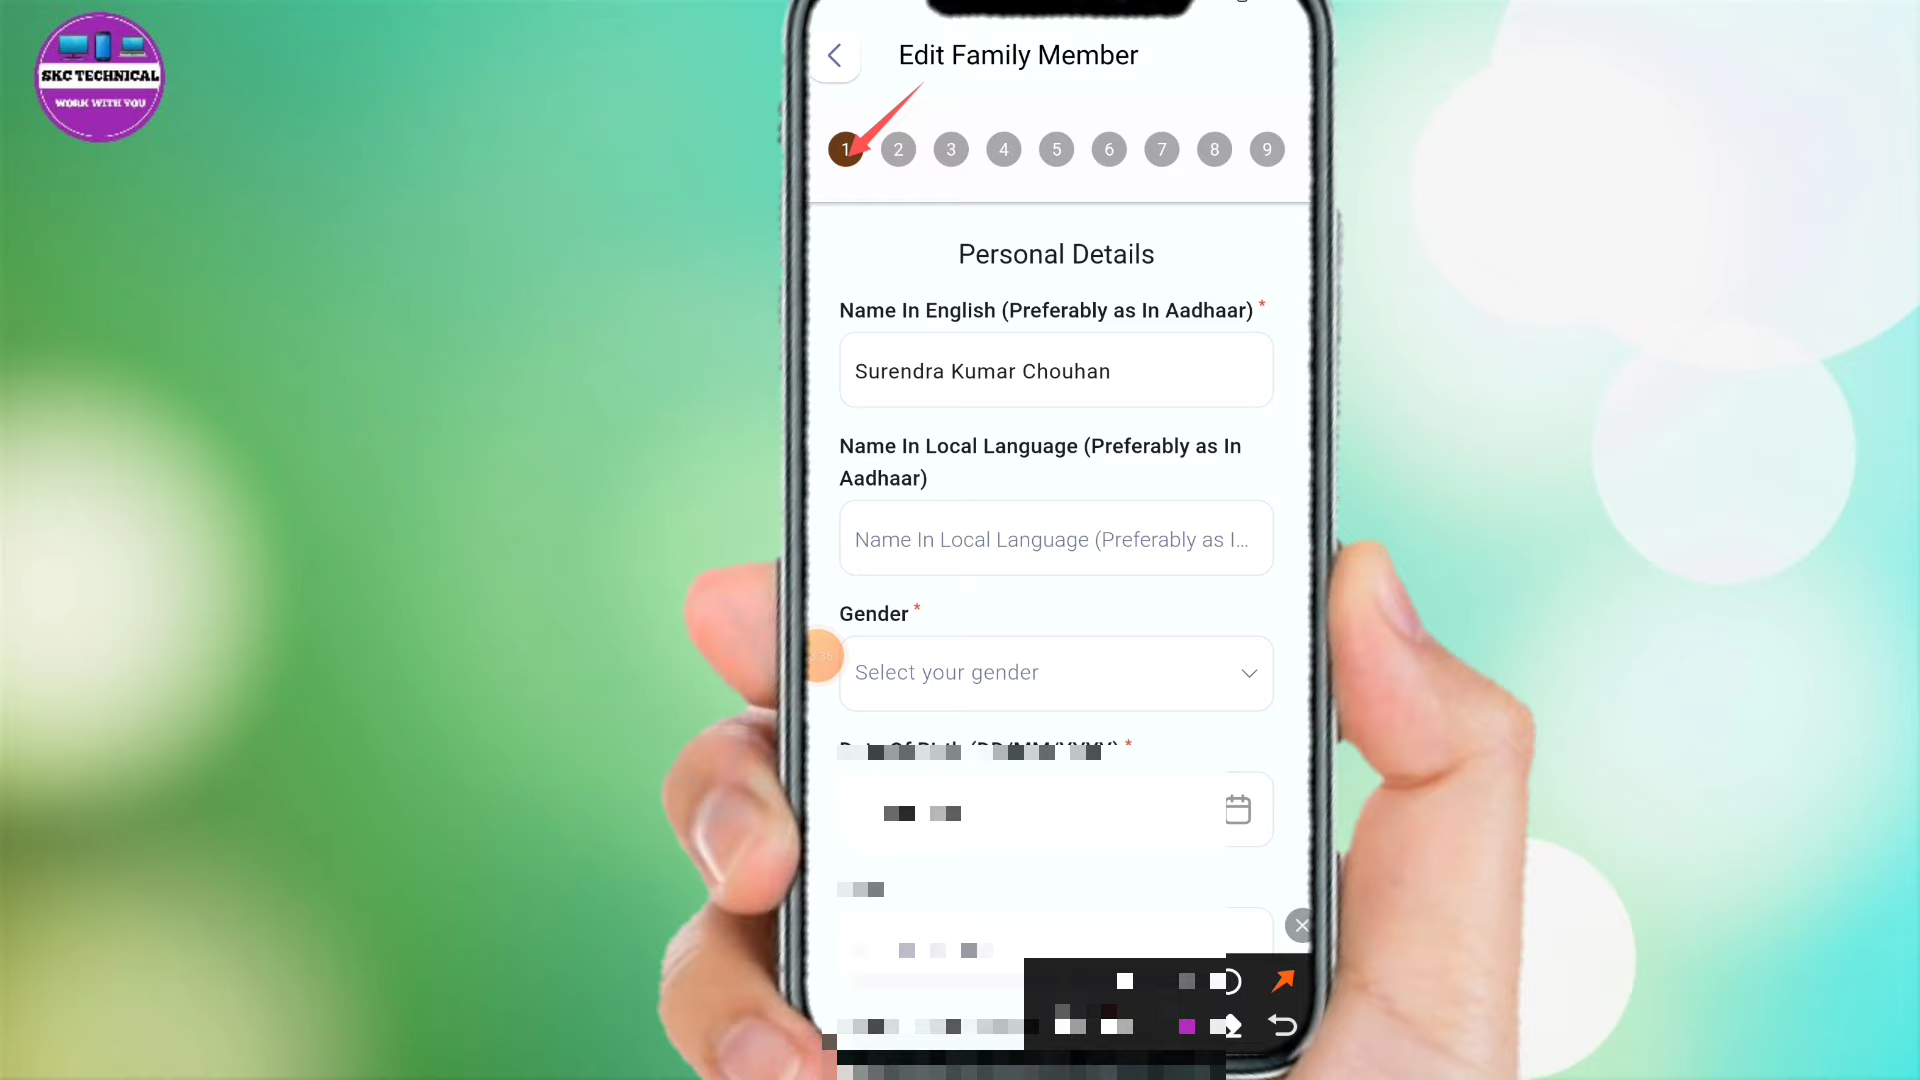 SKC TECHNICAL
WORK WITH YOU
Edit Family Member
1 2 3 4 5 6 7 8 9
Personal Details
Name In English (Preferably as In Aadhaar) *
Surendra Kumar Chouhan
Name In Local Language (Preferably as In
Aadhaar)
Name In Local Language (Preferably as I...
Gender *
Select your gender